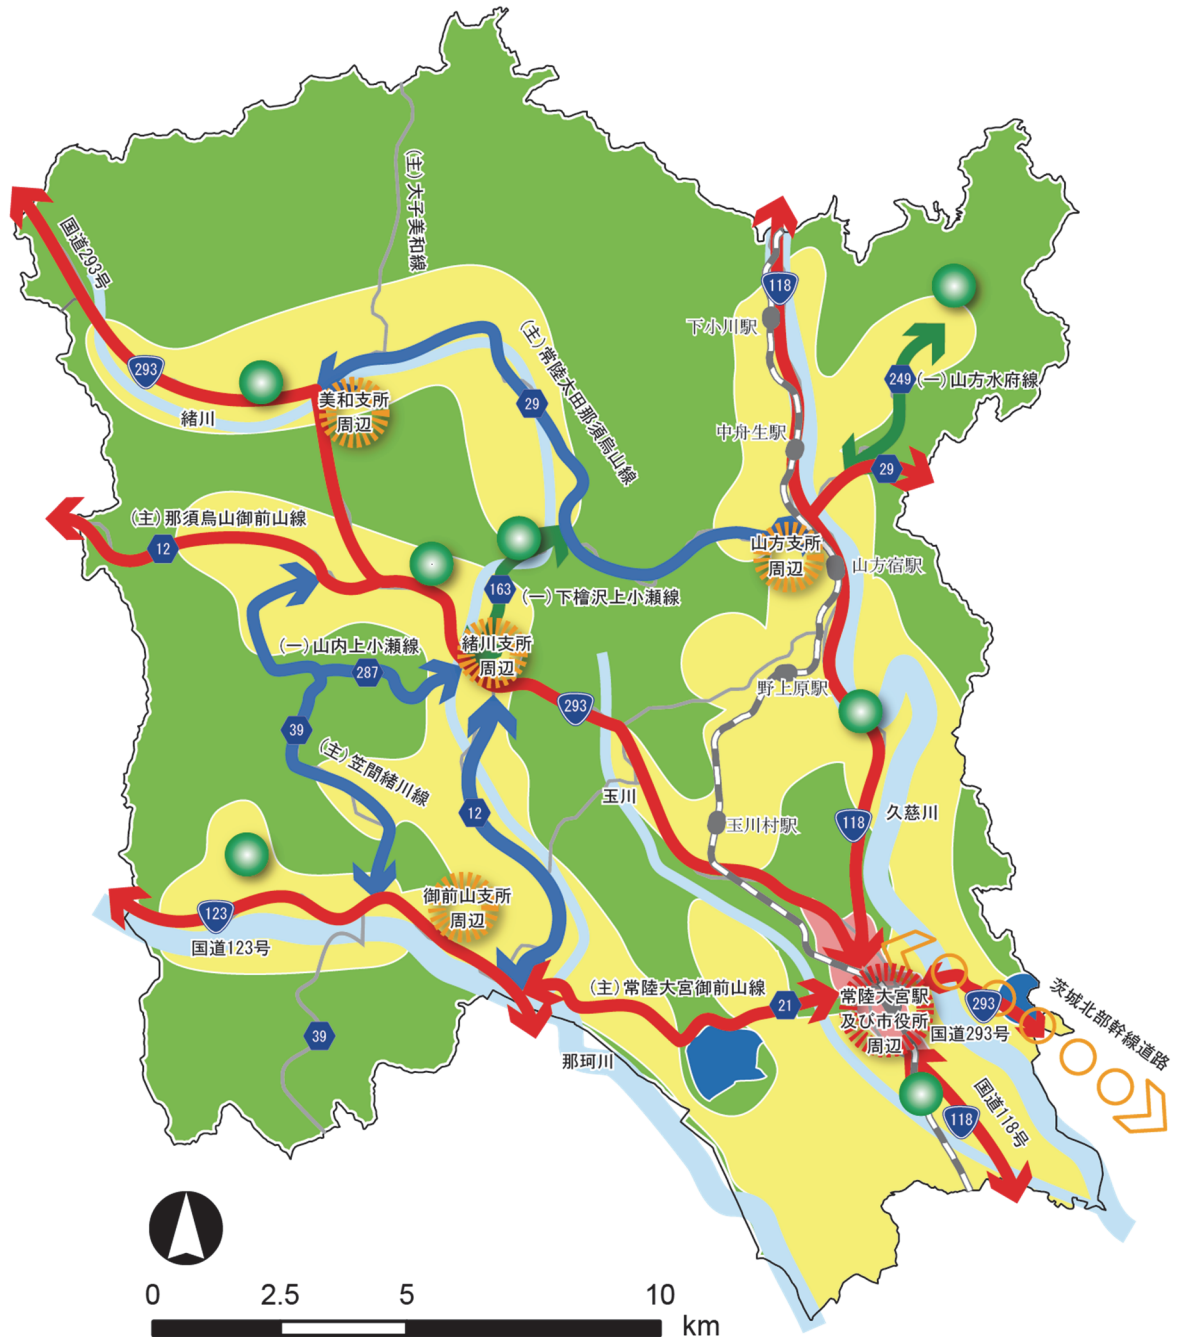 (主)大子美和線
国道293号
118
下小川駅
293
249
(一)山方水府線
美和支所
周辺
緒川
29
(主)常陸太田那須烏山線
中舟生駅
29
(主)那須烏山御前山線
12
山方支所
周辺
山方宿駅
163
(一)下檜沢上小瀬線
(一)山内上小瀬線
287
緒川支所
周辺
野上原駅
293
39
(主)笠間緒川線
玉川
12
玉川村駅
118
久慈川
御前山支所
周辺
123
国道123号
(主)常陸大宮御前山線
21
常陸大宮駅
及び市役所
周辺
293
国道293号
茨城北部幹線道路
39
那珂川
118
国道118号
0
2.5
5
10
km